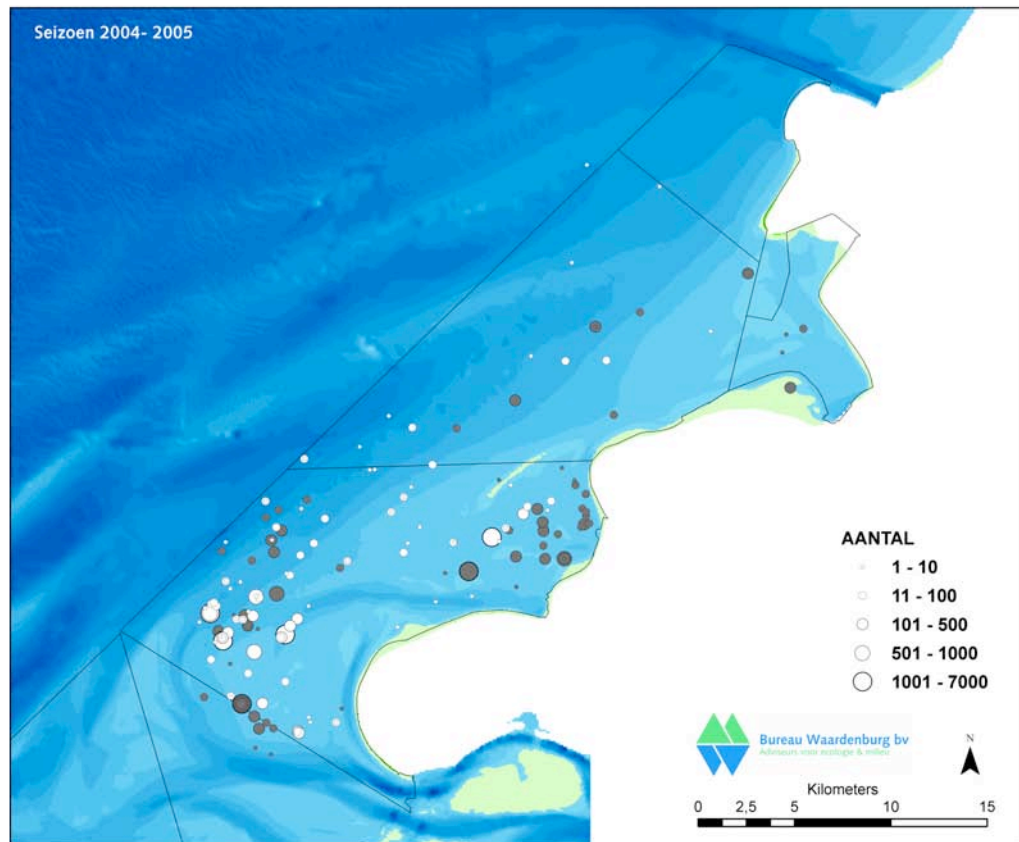 Seizoen 2004- 2005
AANTAL
1 - 10
11 - 100
101 - 500
501 - 1000
1001 - 7000
Bureau Waardenburg bv
Adviseurs voor ecologie & milieu
N
Kilometers
0 2,5 5 10 15